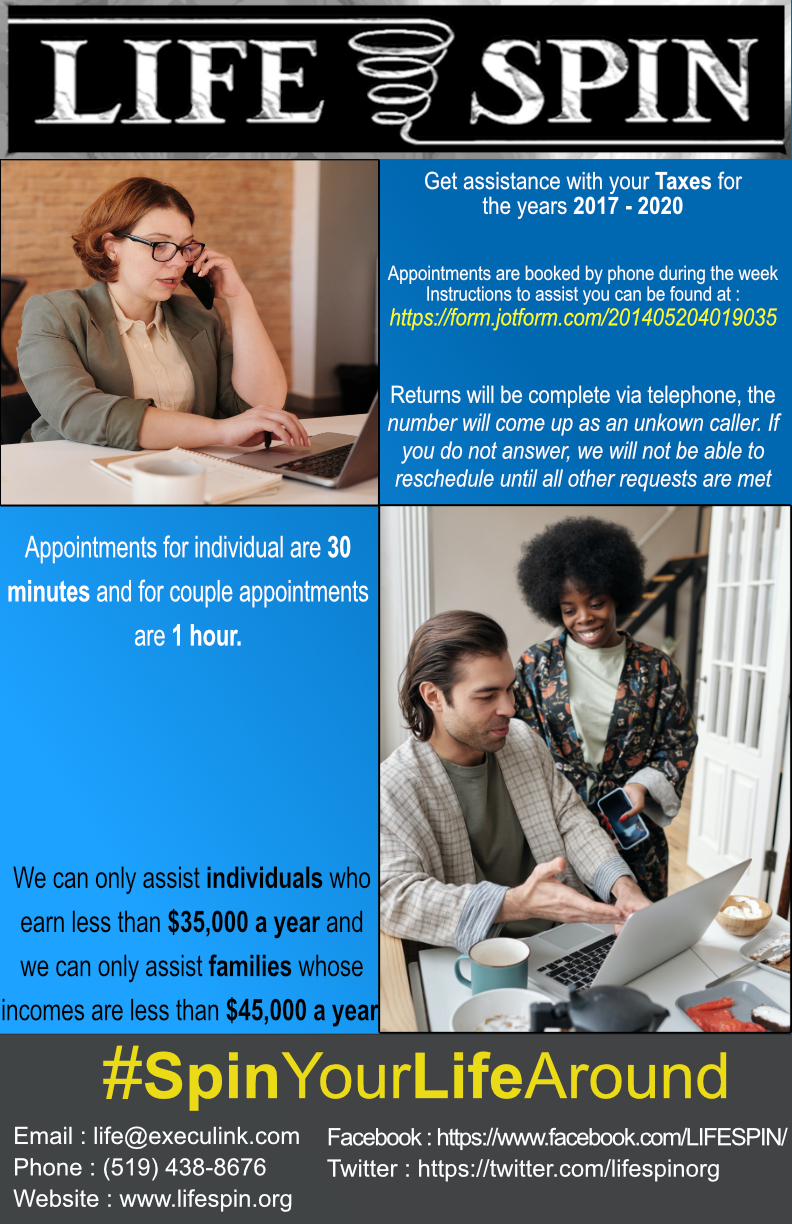 LIFE SPIN
Get assistance with your Taxes for
the years 2017 - 2020
Appointments are booked by phone during the week
Instructions to assist you can be found at :
https://form.jotform.com/201405204019035
Returns will be complete via telephone, the
number will come up as an unkown caller. If
you do not answer, we will not be able to
reschedule until all other requests are met
Appointments for individual are 30
minutes and for couple appointments
are 1 hour.
We can only assist individuals who
earn less than $35,000 a year and
we can only assist families whose
incomes are less than $45,000 a year
#SpinYourLifeAround
Email : life@execulink.com
Phone : (519) 438-8676
Website : www.lifespin.org
Facebook : https://www.facebook.com/LIFESPIN/
Twitter : https://twitter.com/lifespinorg